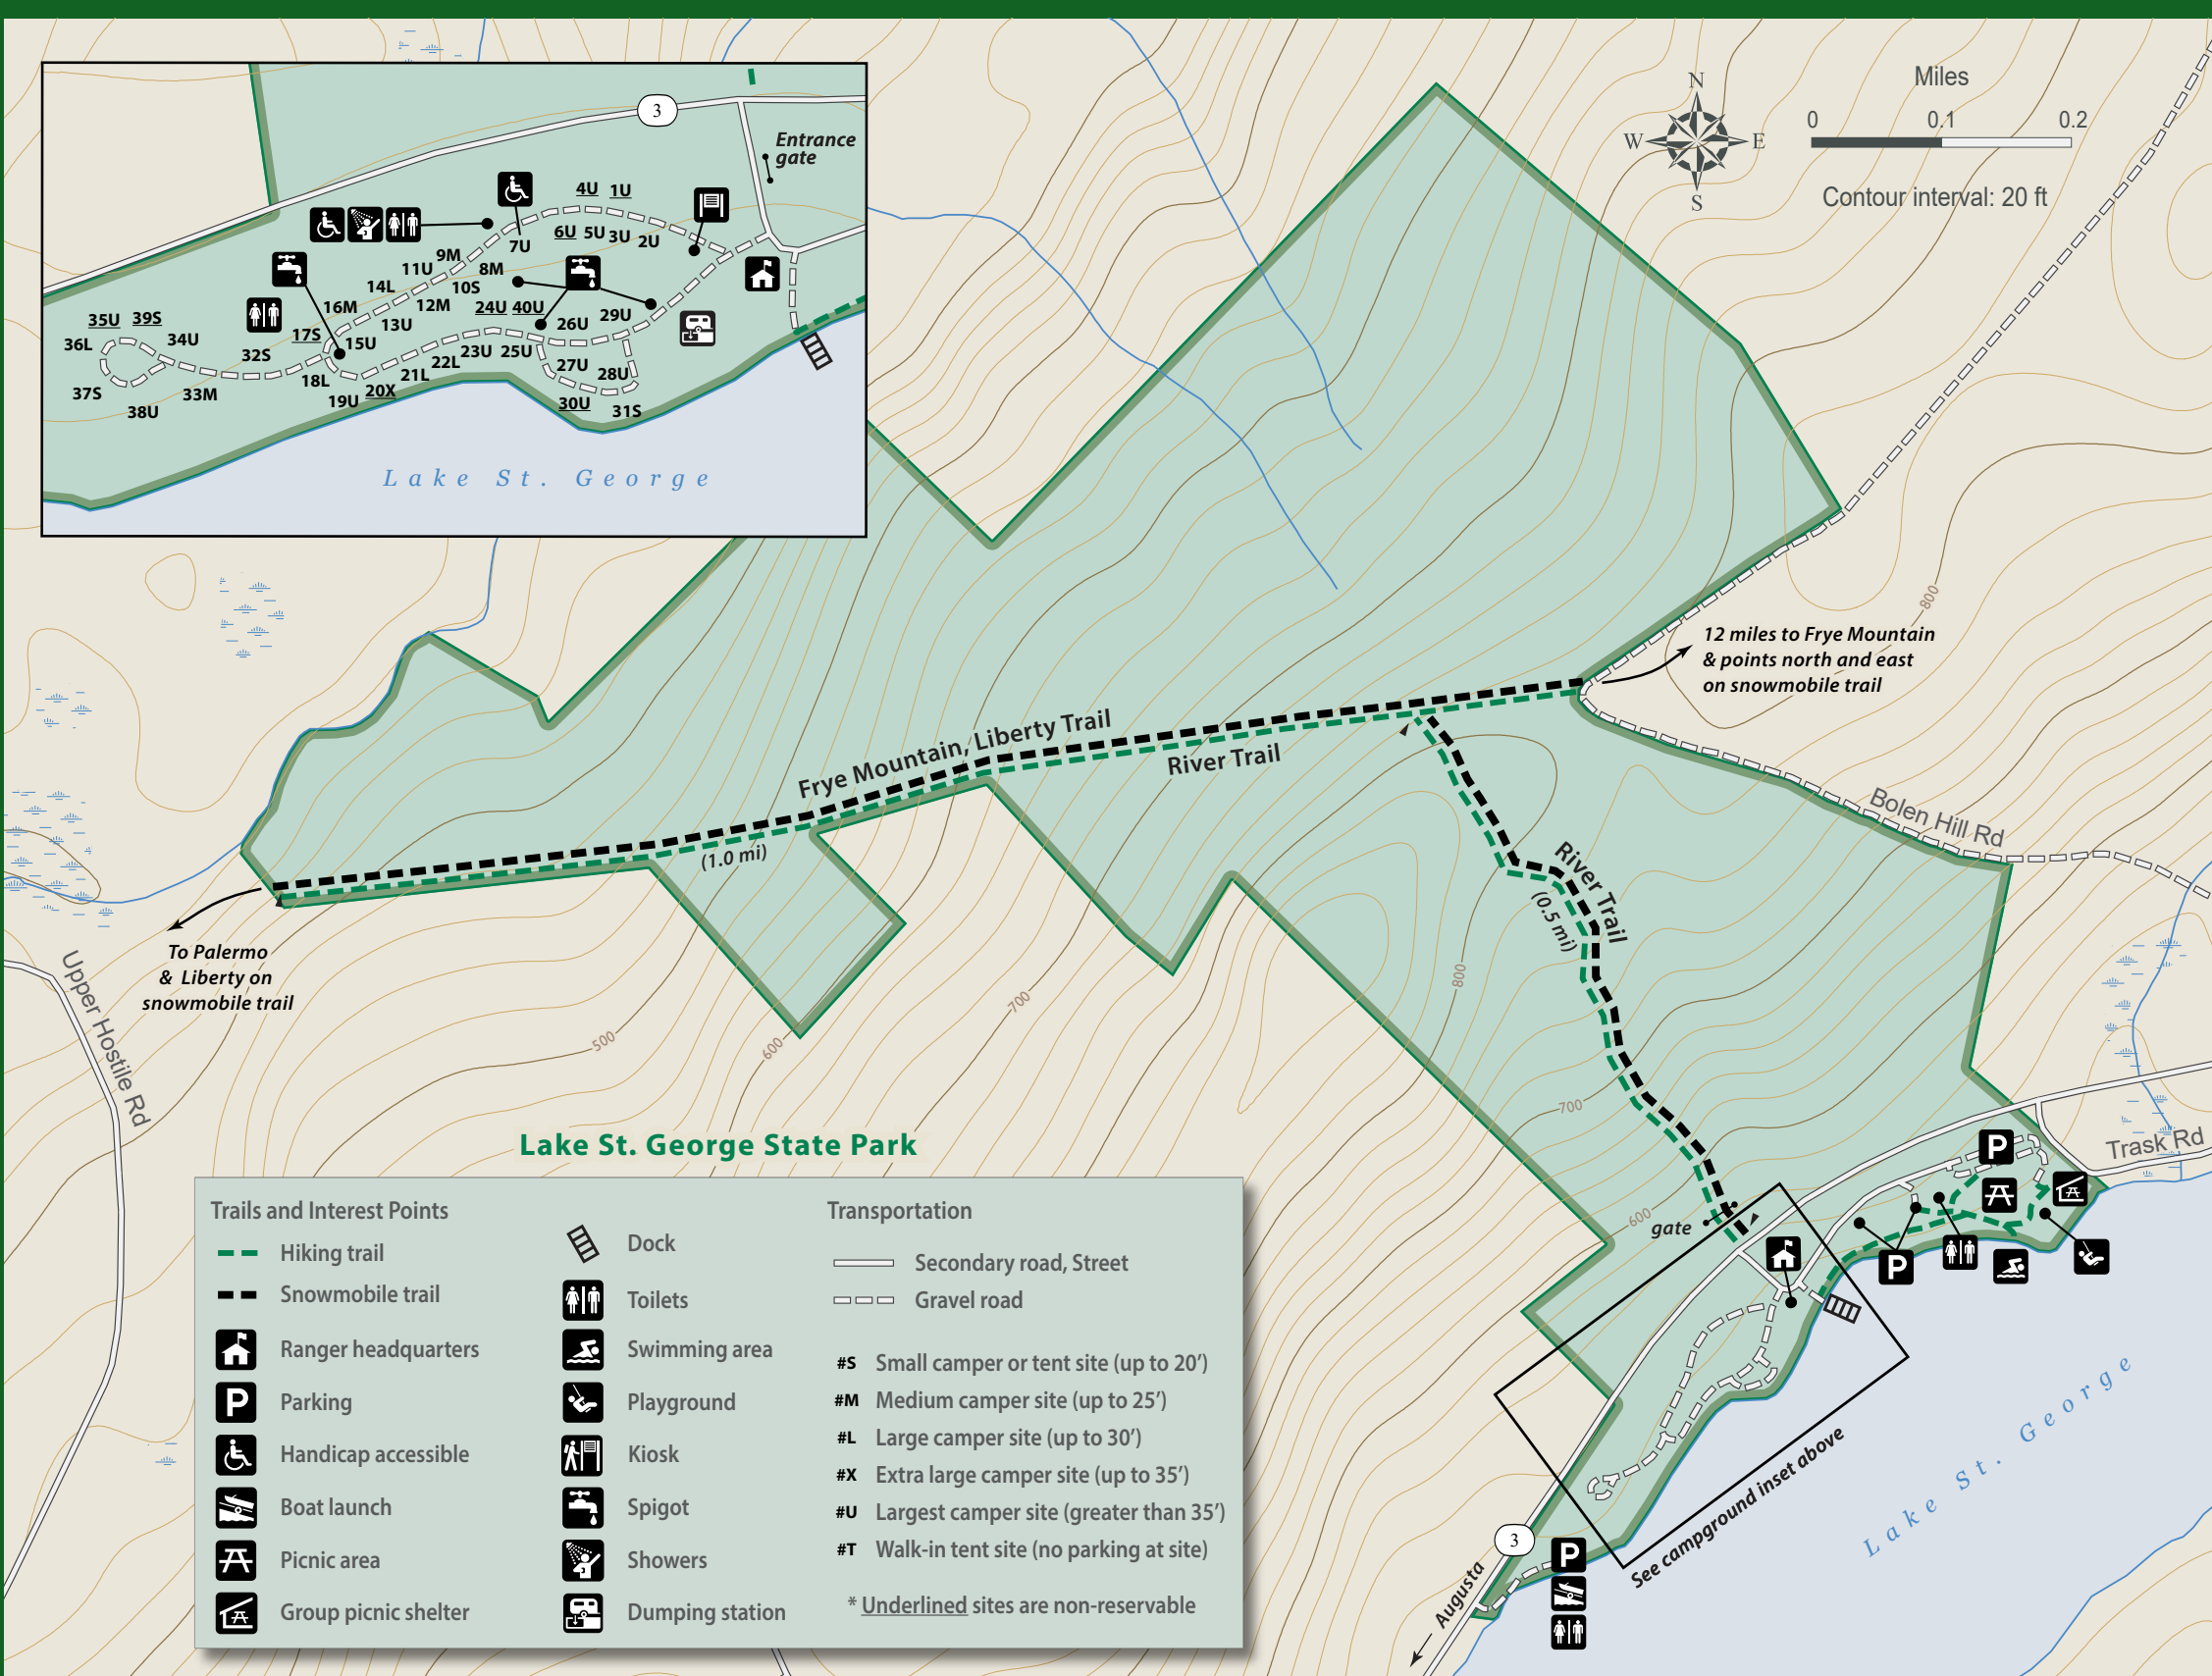 3
Entrance
gate
4U 1U
6U 5U 3U 2U
7U
9M
11U
8M
14L
10S
16M
12M
24U 40U
13U
26U 29U
35U 39S
34U
17S
36L
15U
32S
23U 25U
22L
27U
28U
18L
21L
37S
33M
20X
19U
38U
30U
31S
Lake St. George
N
W E
S
Miles
0 0.1 0.2
Contour interval: 20 ft
800
12 miles to Frye Mountain
& points north and east
on snowmobile trail
Frye Mountain, Liberty Trail
River Trail
(1.0 mi)
Bolen Hill Rd
River Trail
(0.5 mi)
To Palermo
& Liberty on
snowmobile trail
Upper Hostile Rd
500
600
700
800
700
600
Trask Rd
P
gate
P
Lake St. George
See campground inset above
3
P
Augusta
Lake St. George State Park
Trails and Interest Points
Hiking trail
Snowmobile trail
Ranger headquarters
P Parking
Handicap accessible
Boat launch
Picnic area
Group picnic shelter
Dock
Toilets
Swimming area
Playground
Kiosk
Spigot
Showers
Dumping station
Transportation
Secondary road, Street
Gravel road
#S Small camper or tent site (up to 20')
#M Medium camper site (up to 25')
#L Large camper site (up to 30')
#X Extra large camper site (up to 35')
#U Largest camper site (greater than 35')
#T Walk-in tent site (no parking at site)
* Underlined sites are non-reservable